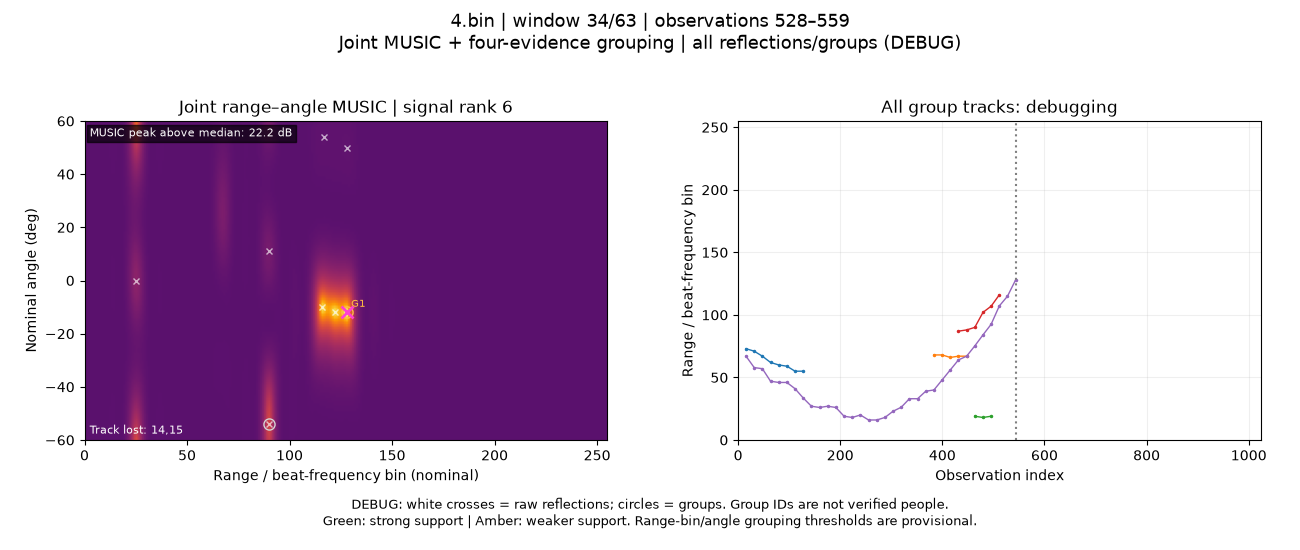 4.bin | window 34/63 | observations 528–559
Joint MUSIC + four-evidence grouping | all reflections/groups (DEBUG)
Joint range–angle MUSIC | signal rank 6
MUSIC peak above median: 22.2 dB
60
40
20
0
−20
−40
−60
Nominal angle (deg)
G1
Track lost: 14,15
0
50
100
150
200
250
Range / beat-frequency bin (nominal)
All group tracks: debugging
250
200
150
100
50
0
Range / beat-frequency bin
0
200
400
600
800
1000
Observation index
DEBUG: white crosses = raw reflections; circles = groups. Group IDs are not verified people.
Green: strong support | Amber: weaker support. Range-bin/angle grouping thresholds are provisional.